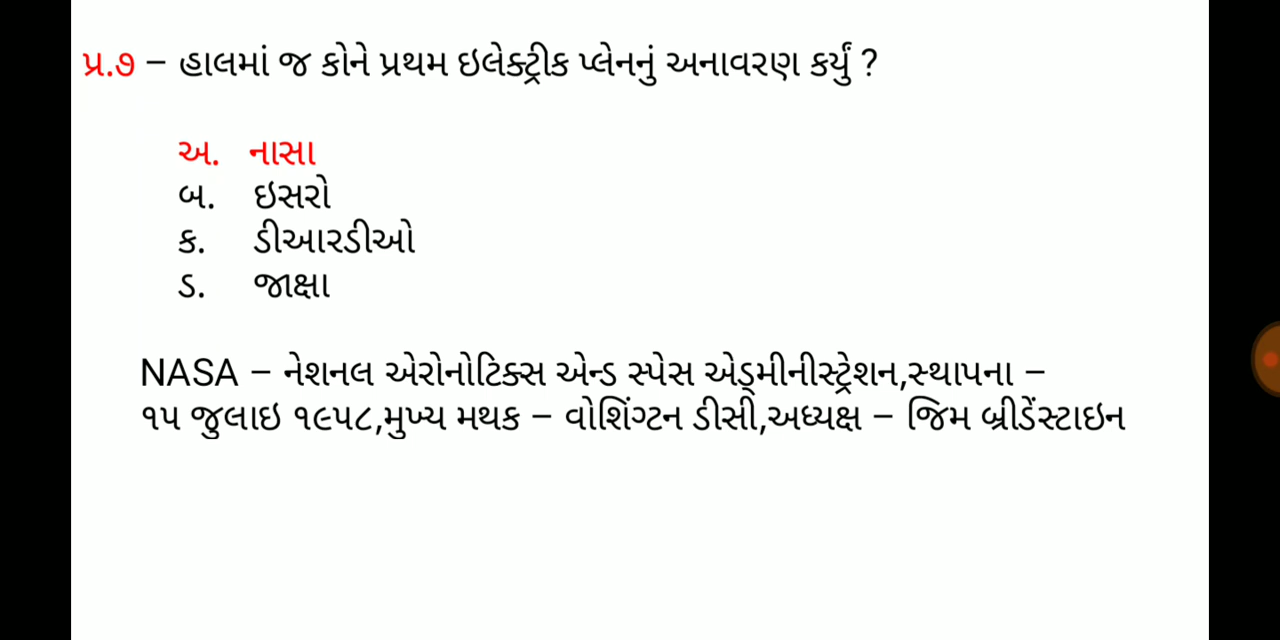 પ્ર.૭ – હાલમાં જ કોને પ્રથમ ઇલેક્ટ્રીક પ્લેનનું અનાવરણ કર્યું ?
અ. નાસા
બ. ઇસરો
ક. ડીઆરડીઓ
ડ. જાક્ષા
NASA – નેશનલ એરોનોટિક્સ એન્ડ સ્પેસ એડ્મીનીસ્ટ્રેશન,સ્થાપના –
૧૫ જુલાઇ ૧૯૫૮,મુખ્ય મથક – વોશિંગ્ટન ડીસી,અધ્યક્ષ – જિમ બ્રીડેંસ્ટાઇન